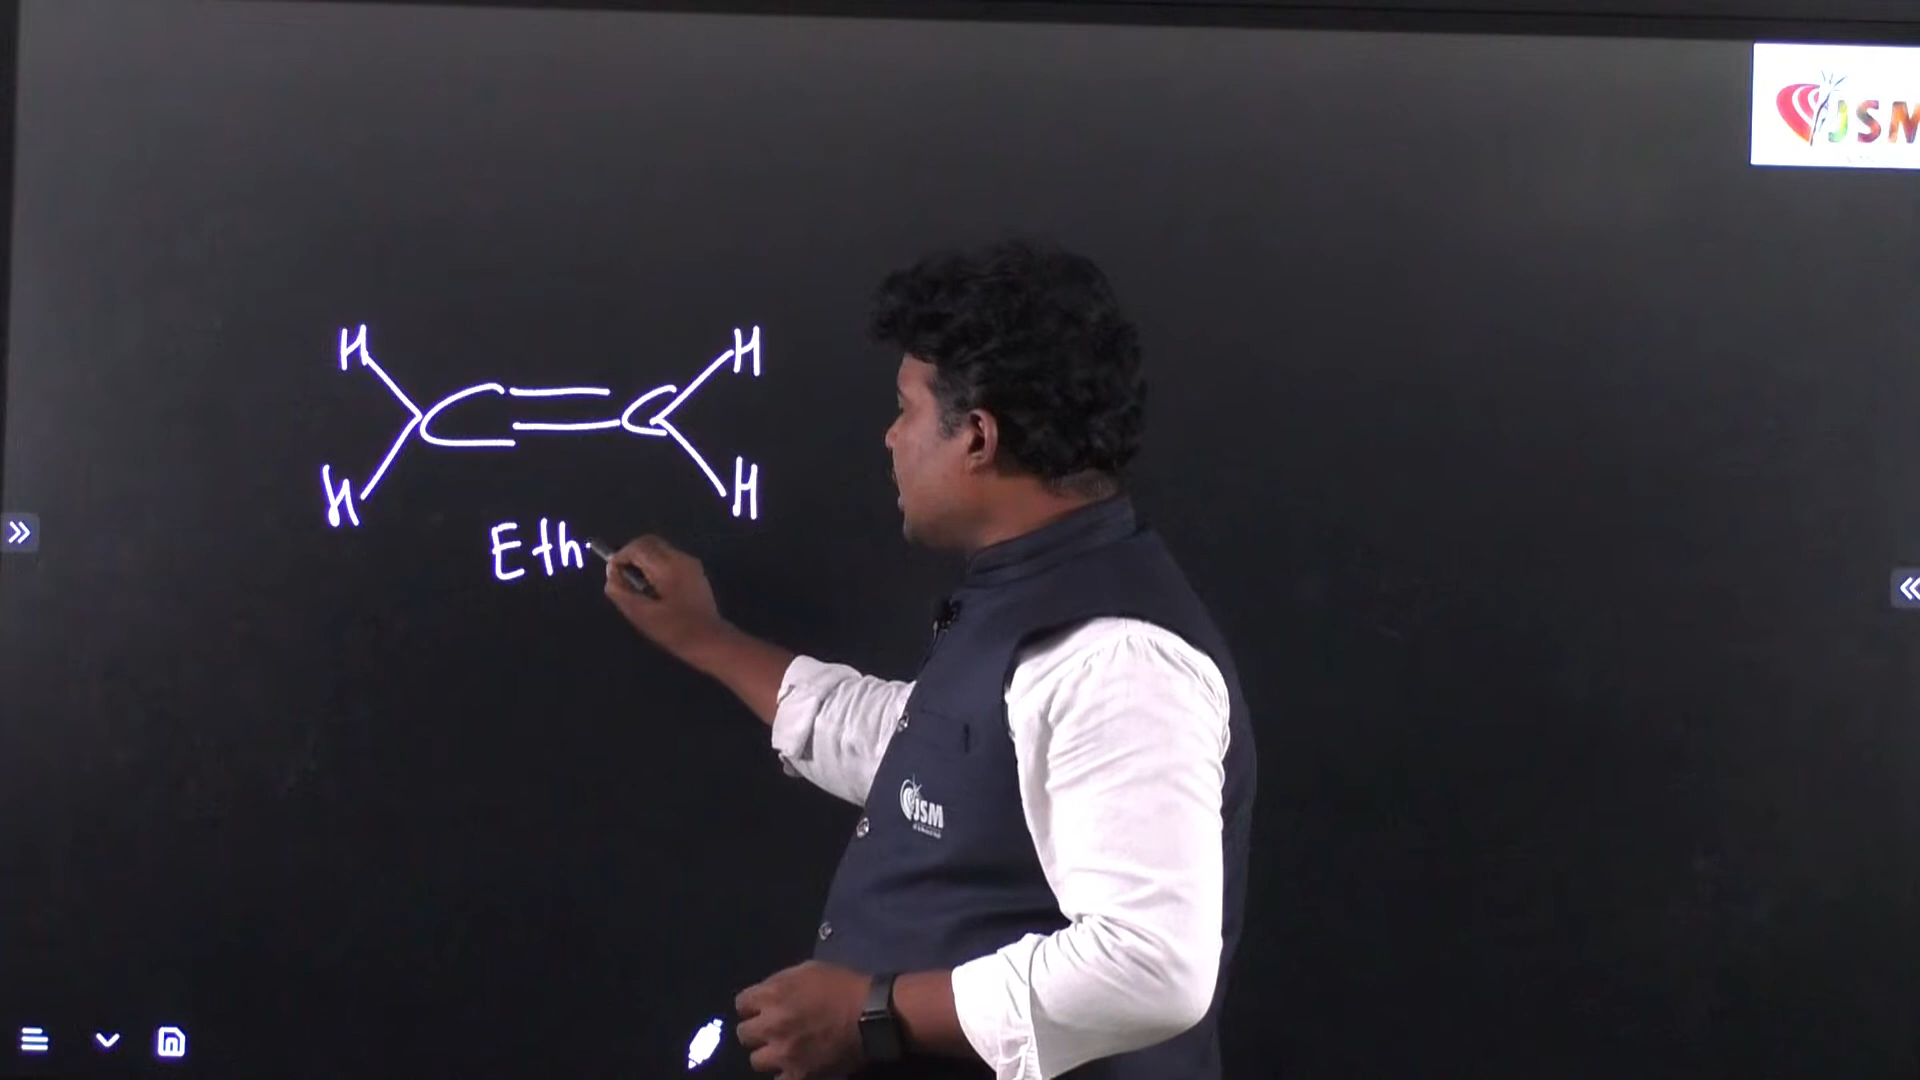 JSM
H H
C = C
H H
Eth
JSM